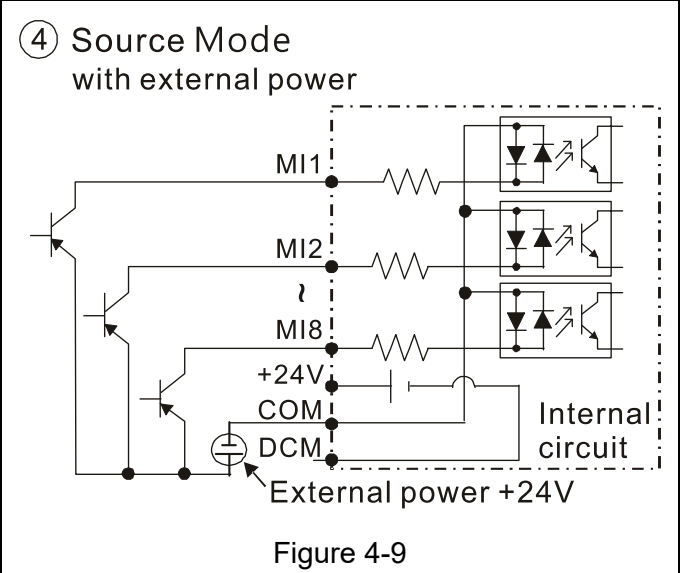 ④ Source Mode
with external power
MI1
MI2
~
MI8
+24V
COM
DCM
Internal
circuit
External power +24V
Figure 4-9